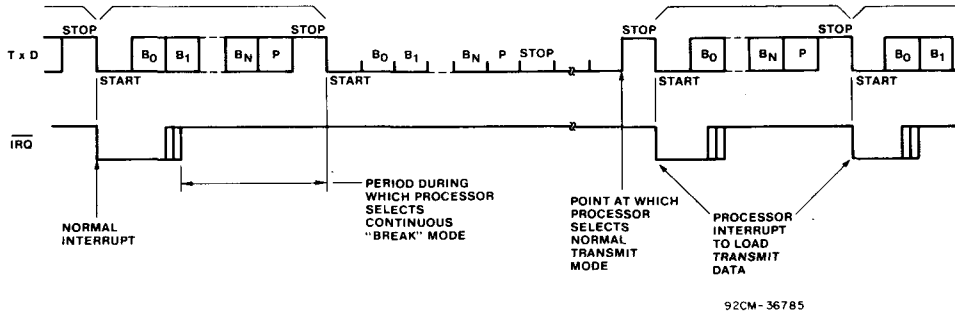 STOP STOP STOP STOP
T x D B0 B1 BN P B0 B1 BN P STOP B0 BN P B0 B1
START START START START
IRQ
NORMAL
INTERRUPT
PERIOD DURING
WHICH PROCESSOR
SELECTS
CONTINUOUS
"BREAK" MODE
POINT AT WHICH
PROCESSOR
SELECTS
NORMAL
TRANSMIT
MODE
PROCESSOR
INTERRUPT
TO LOAD
TRANSMIT
DATA
92CM-36785